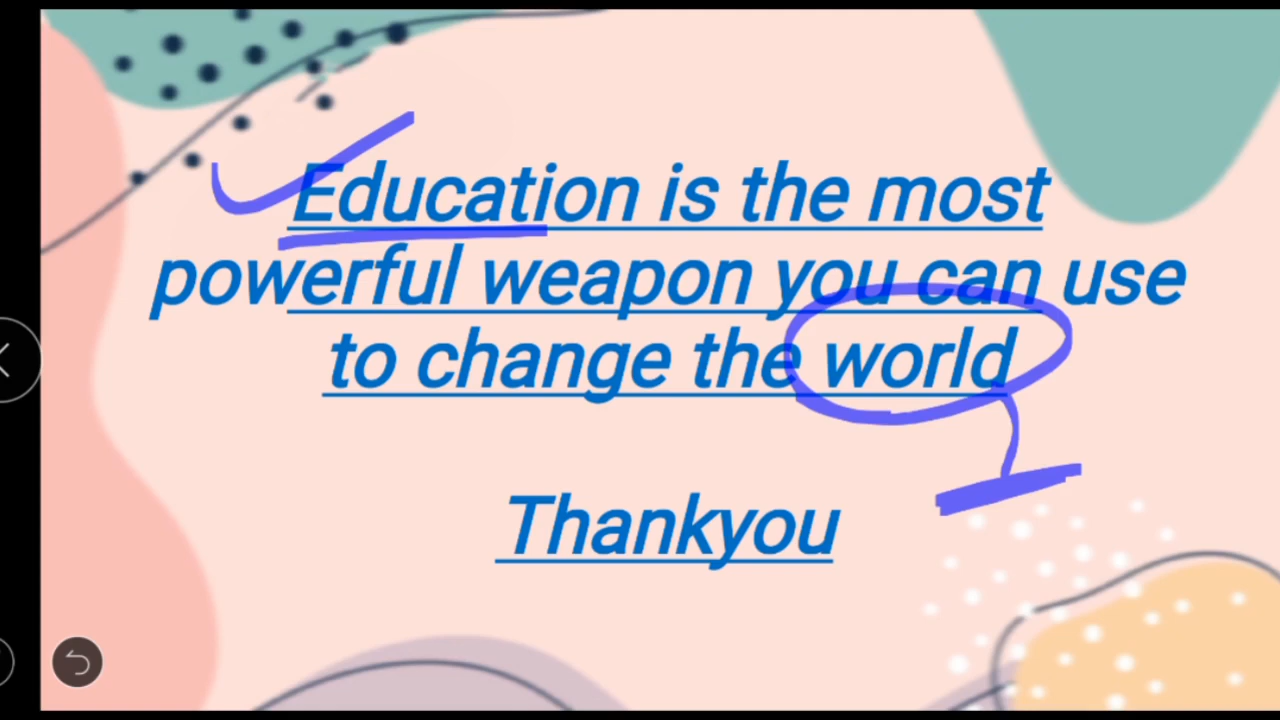 Education is the most
powerful weapon you can use
to change the world
Thankyou